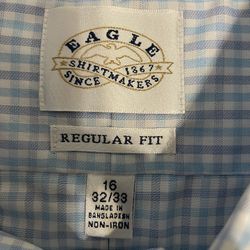 EAGLE
SHIRTMAKERS
SINCE 1867
REGULAR FIT
16
32/33
MADE IN
BANGLADESH
NON-IRON